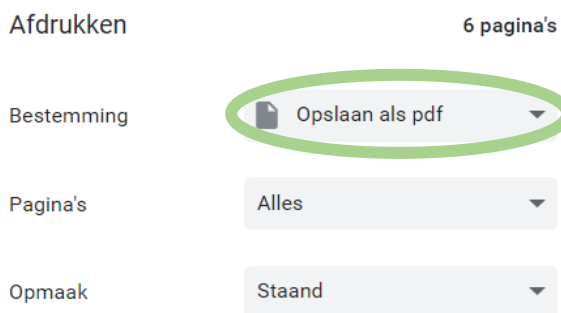 Afdrukken 6 pagina's
Bestemming Opslaan als pdf
Pagina's Alles
Opmaak Staand